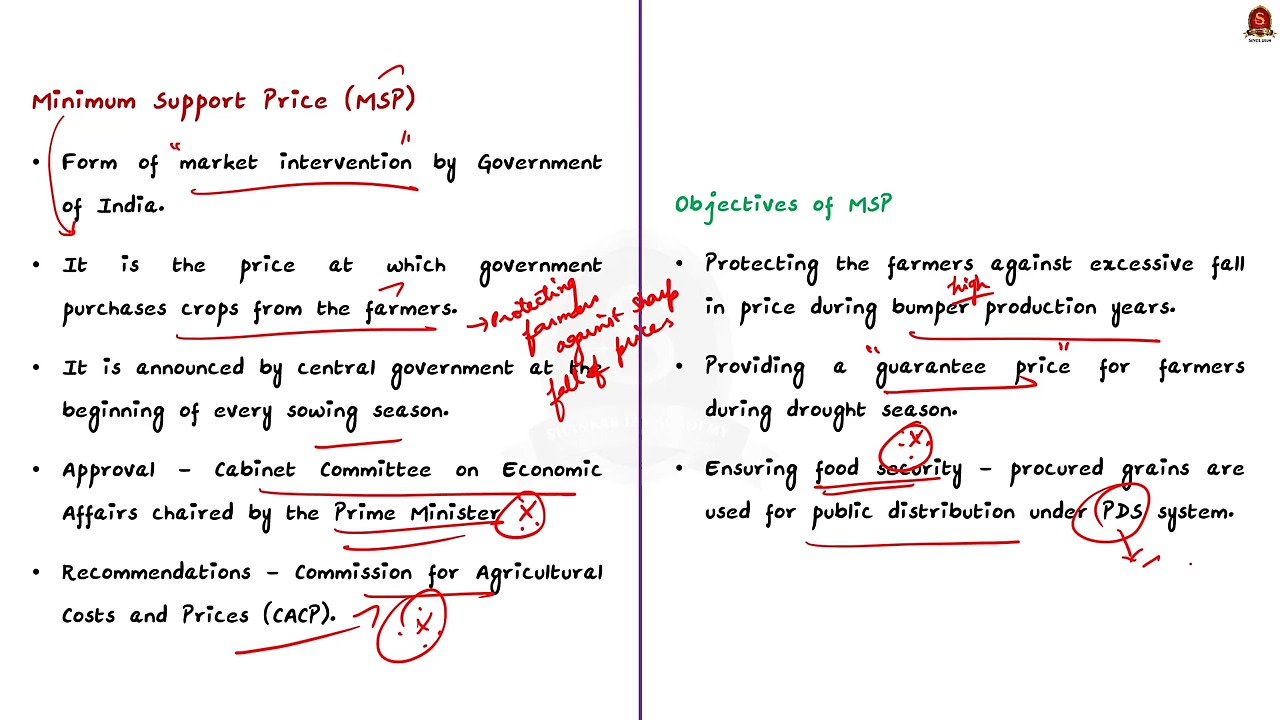 Minimum Support Price (MSP)
• Form of "market intervention" by Government
of India.
• It is the price at which government
purchases crops from the farmers.
→ Protecting
farmers
against sharp
fall of prices
• It is announced by central government at the
beginning of every sowing season.
• Approval – Cabinet Committee on Economic
Affairs chaired by the Prime Minister
• Recommendations – Commission for Agricultural
Costs and Prices (CACP).
Objectives of MSP
• Protecting the farmers against excessive fall
high
in price during bumper production years.
• Providing a "guarantee price" for farmers
during drought season.
• Ensuring food security – procured grains are
used for public distribution under PDS system.
S
SINCE 2004